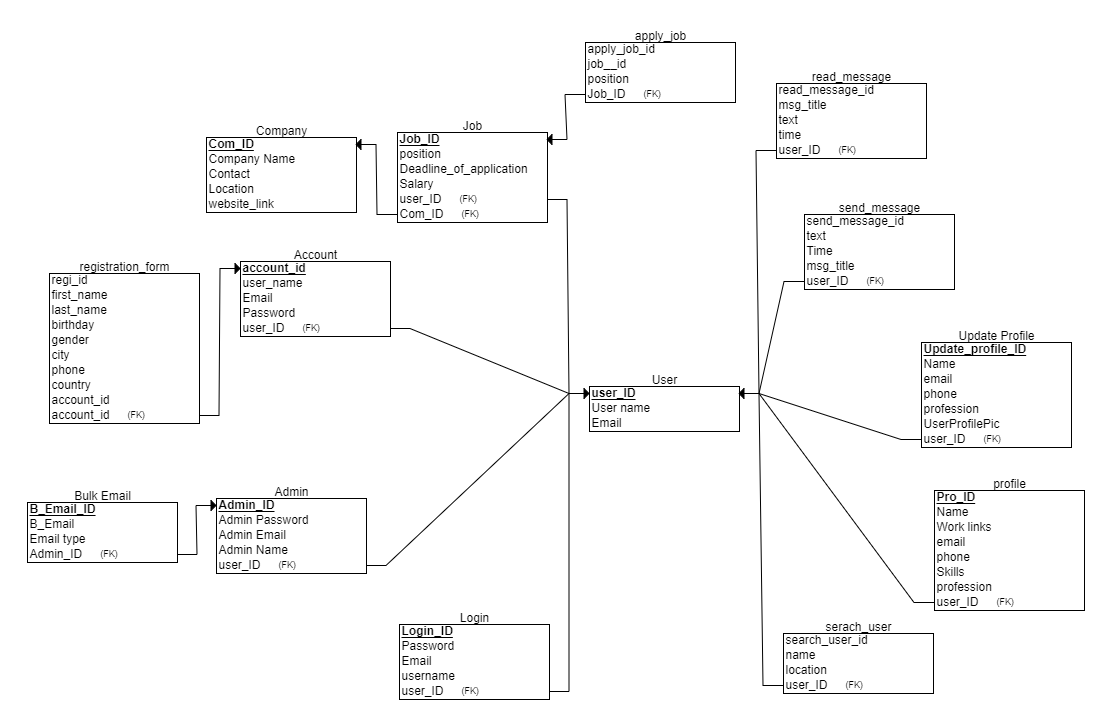 apply_job
apply_job_id
job__id
position
Job_ID (FK)
read_message
read_message_id
msg_title
text
time
user_ID (FK)
Company
Com_ID
Company Name
Contact
Location
website_link
Job
Job_ID
position
Deadline_of_application
Salary
user_ID (FK)
Com_ID (FK)
send_message
send_message_id
text
Time
msg_title
user_ID (FK)
registration_form
regi_id
first_name
last_name
birthday
gender
city
phone
country
account_id
account_id (FK)
Account
account_id
user_name
Email
Password
user_ID (FK)
Update Profile
Update_profile_ID
Name
email
phone
profession
UserProfilePic
user_ID (FK)
User
user_ID
User name
Email
Bulk Email
B_Email_ID
B_Email
Email type
Admin_ID (FK)
Admin
Admin_ID
Admin Password
Admin Email
Admin Name
user_ID (FK)
profile
Pro_ID
Name
Work links
email
phone
Skills
profession
user_ID (FK)
Login
Login_ID
Password
Email
username
user_ID (FK)
serach_user
search_user_id
name
location
user_ID (FK)